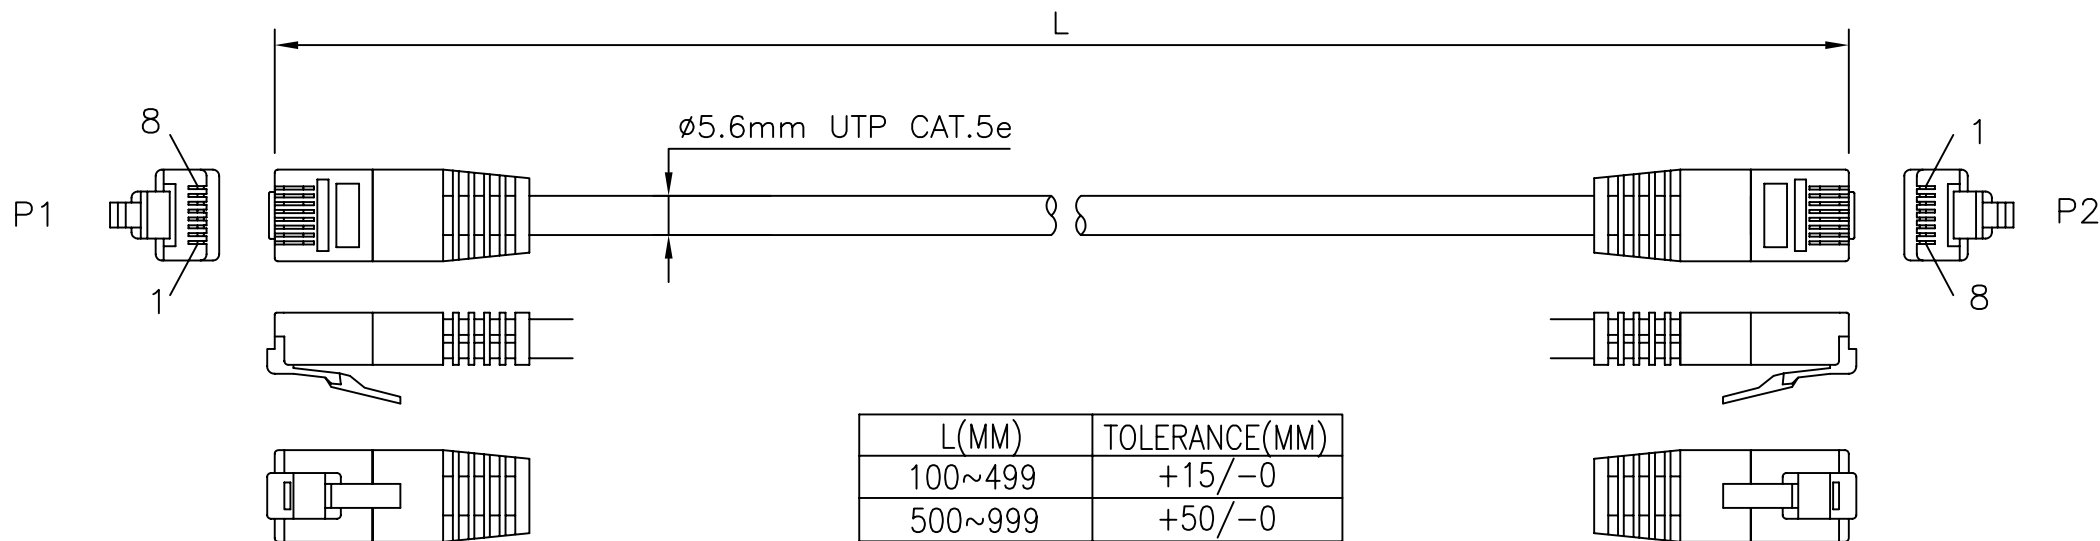 L
8
ø5.6mm UTP CAT.5e
1
P1
P2
1
8
L(MM) TOLERANCE(MM)
100~499 +15/-0
500~999 +50/-0